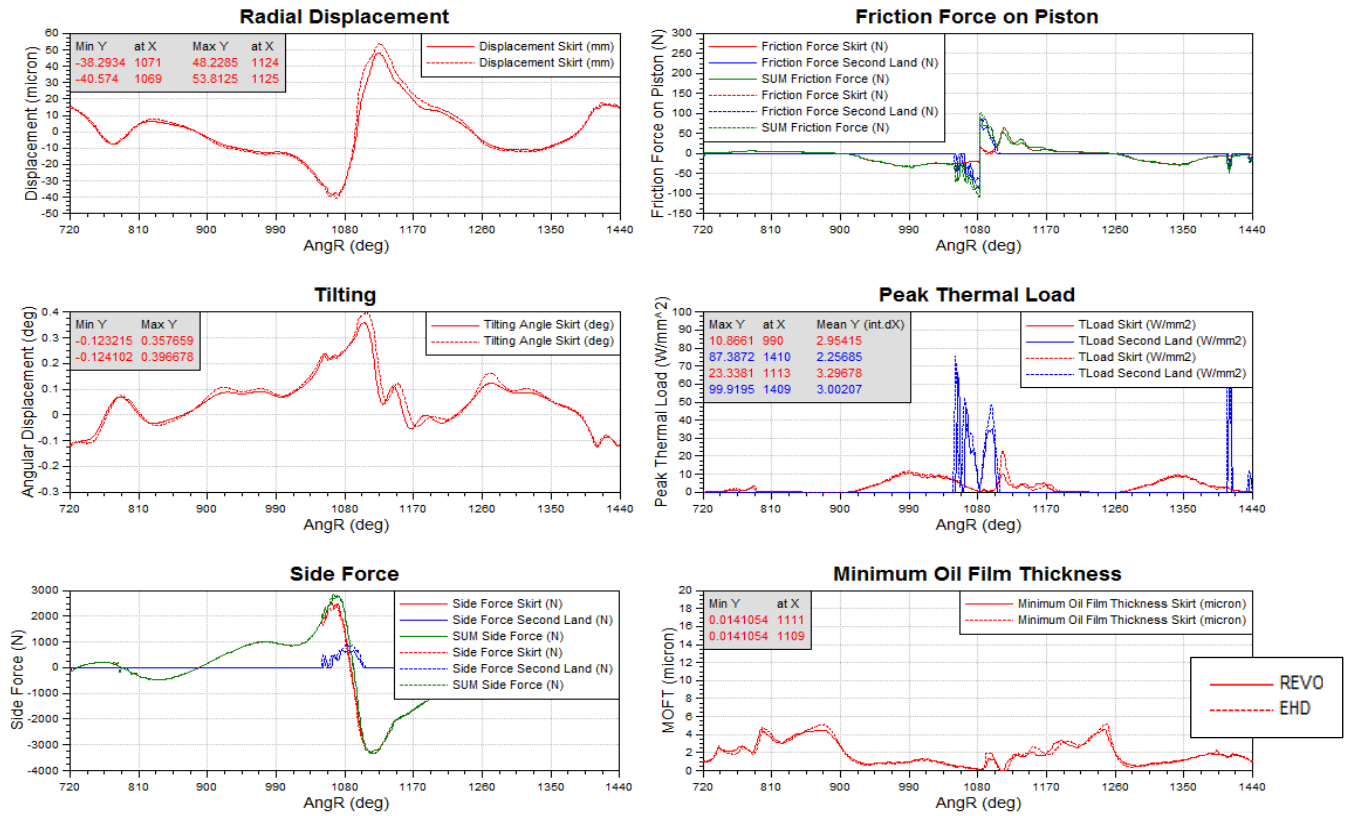 Radial Displacement
Displacement (micron)
60
50
40
30
20
10
0
-10
-20
-30
-40
-50
Min Y at X Max Y at X
-38.2934 1071 48.2285 1124
-40.574 1069 53.8125 1125
Displacement Skirt (mm)
Displacement Skirt (mm)
720 810 900 990 1080 1170 1260 1350 1440
AngR (deg)
Friction Force on Piston
Friction Force on Piston (N)
300
250
200
150
100
50
0
-50
-100
-150
Friction Force Skirt (N)
Friction Force Second Land (N)
SUM Friction Force (N)
Friction Force Skirt (N)
Friction Force Second Land (N)
SUM Friction Force (N)
720 810 900 990 1080 1170 1260 1350 1440
AngR (deg)
Tilting
Angular Displacement (deg)
0.4
0.3
0.2
0.1
0
-0.1
-0.2
-0.3
Min Y Max Y
-0.123215 0.357659
-0.124102 0.396678
Tilting Angle Skirt (deg)
Tilting Angle Skirt (deg)
720 810 900 990 1080 1170 1260 1350 1440
AngR (deg)
Peak Thermal Load
Peak Thermal Load (W/mm^2)
100
90
80
70
60
50
40
30
20
10
0
Max Y at X Mean Y (int.dX)
10.8661 990 2.95415
87.3872 1410 2.25685
23.3381 1113 3.29678
99.9195 1409 3.00207
TLoad Skirt (W/mm2)
TLoad Second Land (W/mm2)
TLoad Skirt (W/mm2)
TLoad Second Land (W/mm2)
720 810 900 990 1080 1170 1260 1350 1440
AngR (deg)
Side Force
Side Force (N)
3000
2000
1000
0
-1000
-2000
-3000
-4000
Side Force Skirt (N)
Side Force Second Land (N)
SUM Side Force (N)
Side Force Skirt (N)
Side Force Second Land (N)
SUM Side Force (N)
720 810 900 990 1080 1170 1260 1350 1440
AngR (deg)
Minimum Oil Film Thickness
MOFT (micron)
20
18
16
14
12
10
8
6
4
2
0
Min Y at X
0.0141054 1111
0.0141054 1109
Minimum Oil Film Thickness Skirt (micron)
Minimum Oil Film Thickness Skirt (micron)
720 810 900 990 1080 1170 1260 1350 1440
AngR (deg)
REVO
EHD